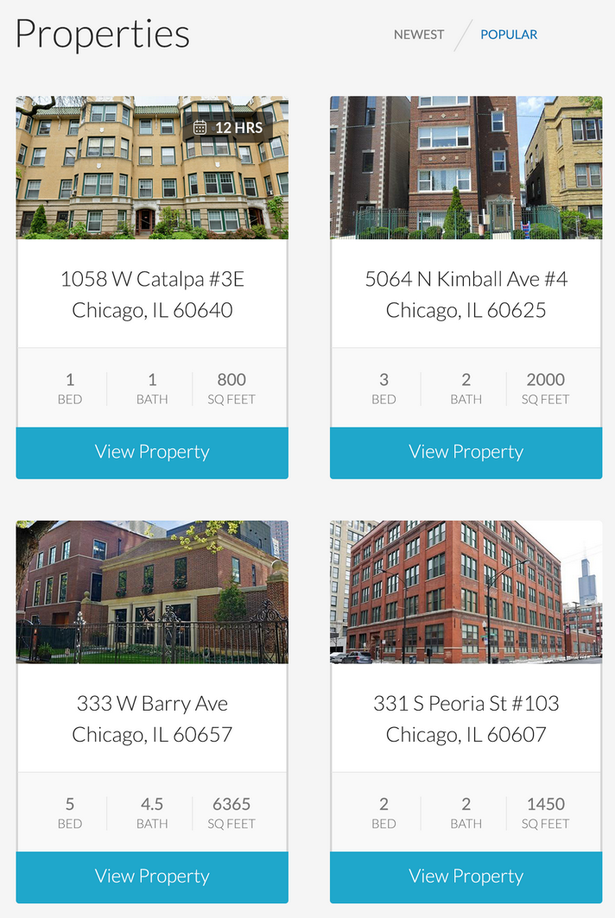 Properties
NEWEST
POPULAR
12 HRS
1058 W Catalpa #3E
Chicago, IL 60640
1
1
800
BED
BATH
SQ FEET
View Property
5064 N Kimball Ave #4
Chicago, IL 60625
3
2
2000
BED
BATH
SQ FEET
View Property
333 W Barry Ave
Chicago, IL 60657
5
4.5
6365
BED
BATH
SQ FEET
View Property
331 S Peoria St #103
Chicago, IL 60607
2
2
1450
BED
BATH
SQ FEET
View Property